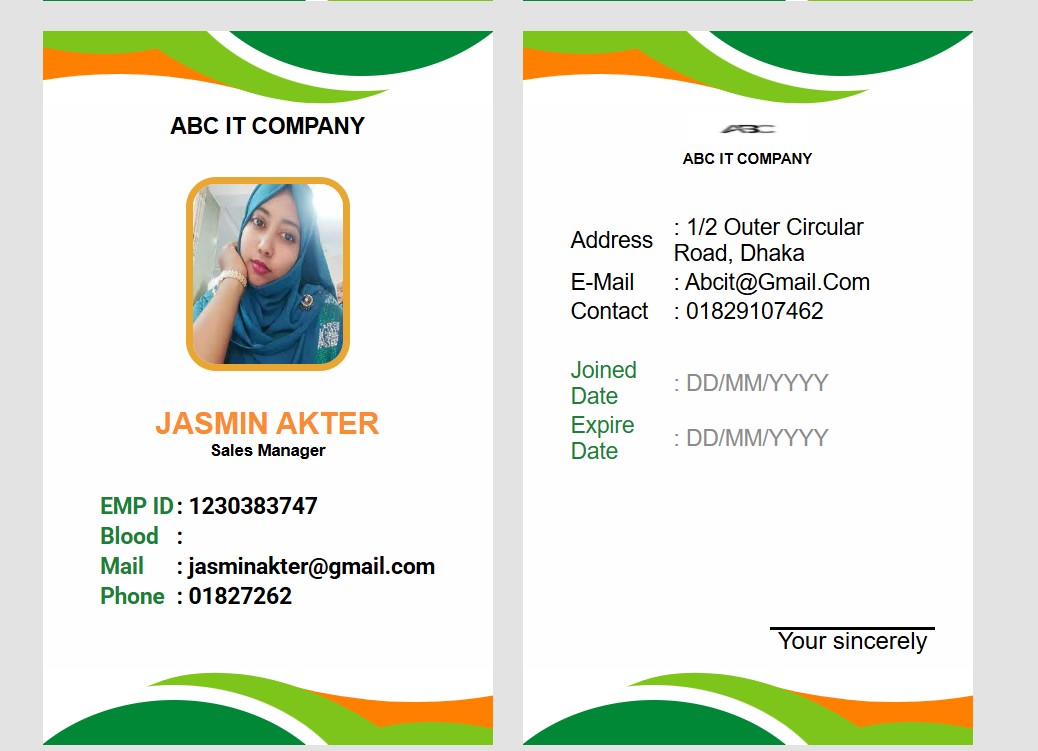 ABC IT COMPANY
JASMIN AKTER
Sales Manager
EMP ID : 1230383747
Blood :
Mail : jasminakter@gmail.com
Phone : 01827262
ABC
ABC IT COMPANY
Address : 1/2 Outer Circular
Road, Dhaka
E-Mail : Abcit@Gmail.Com
Contact : 01829107462
Joined
Date : DD/MM/YYYY
Expire
Date : DD/MM/YYYY
Your sincerely